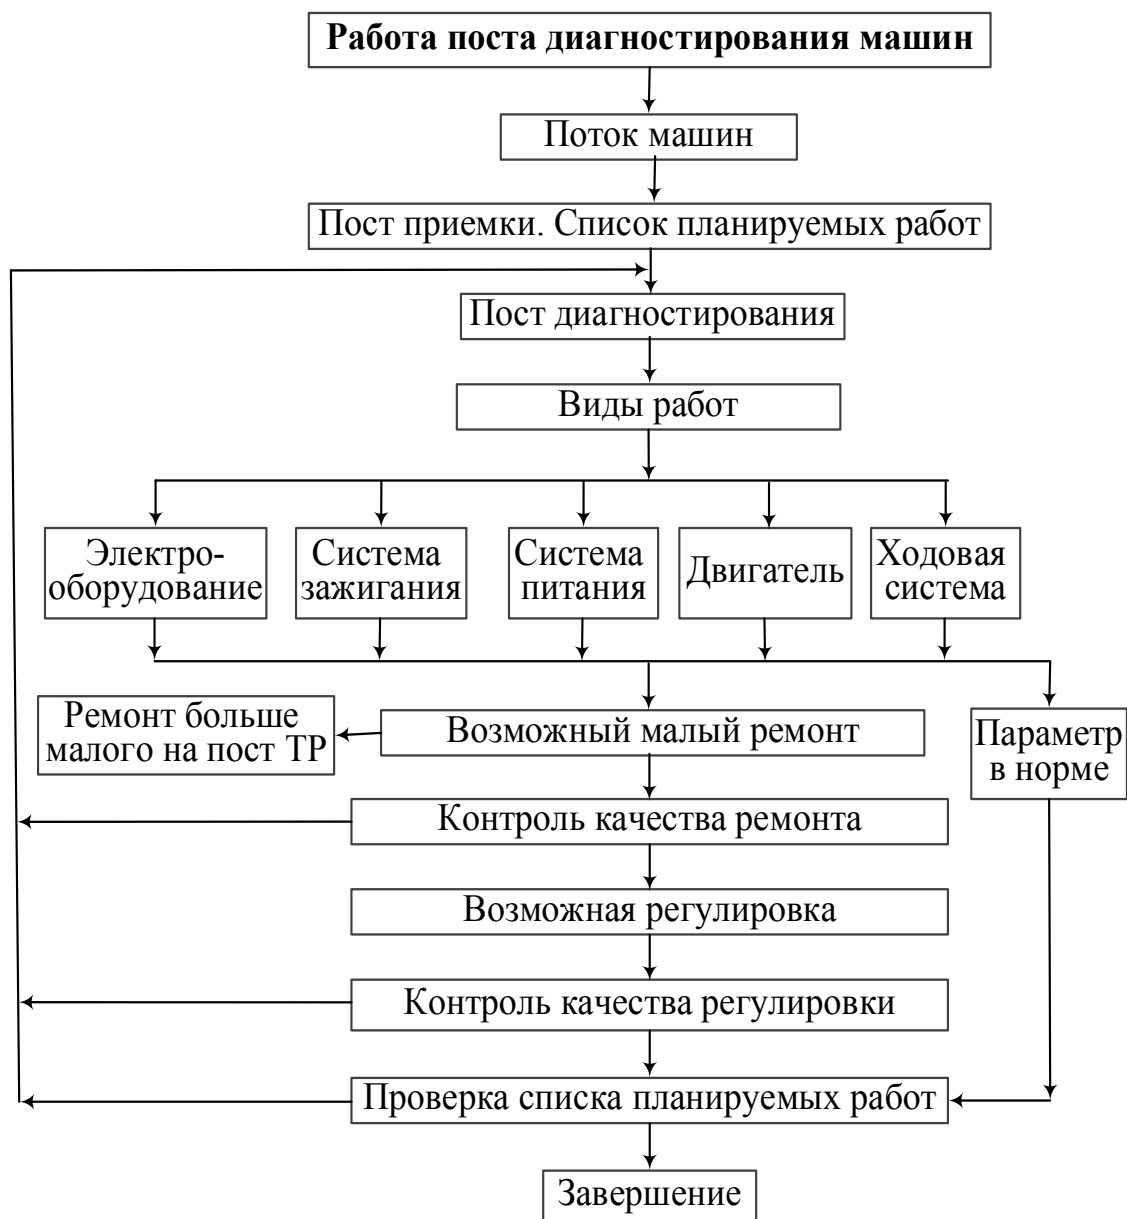 Работа поста диагностирования машин
Поток машин
Пост приемки. Список планируемых работ
Пост диагностирования
Виды работ
Электро-
оборудование
Система
зажигания
Система
питания
Двигатель
Ходовая
система
Ремонт больше
малого на пост ТР
Возможный малый ремонт
Параметр
в норме
Контроль качества ремонта
Возможная регулировка
Контроль качества регулировки
Проверка списка планируемых работ
Завершение